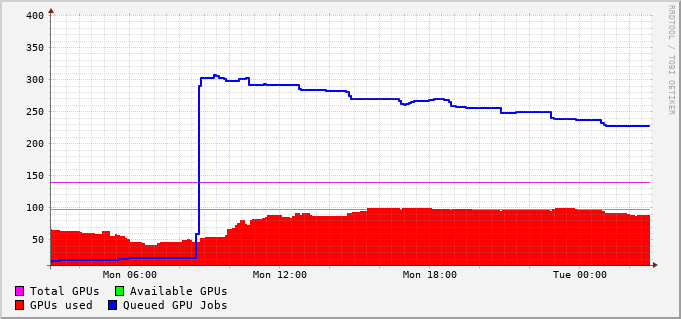 400
350
300
250
200
150
100
50
Mon 06:00 Mon 12:00 Mon 18:00 Tue 00:00
Total GPUs Available GPUs
GPUs used Queued GPU Jobs
RRDTOOL / TOBI OETIKER